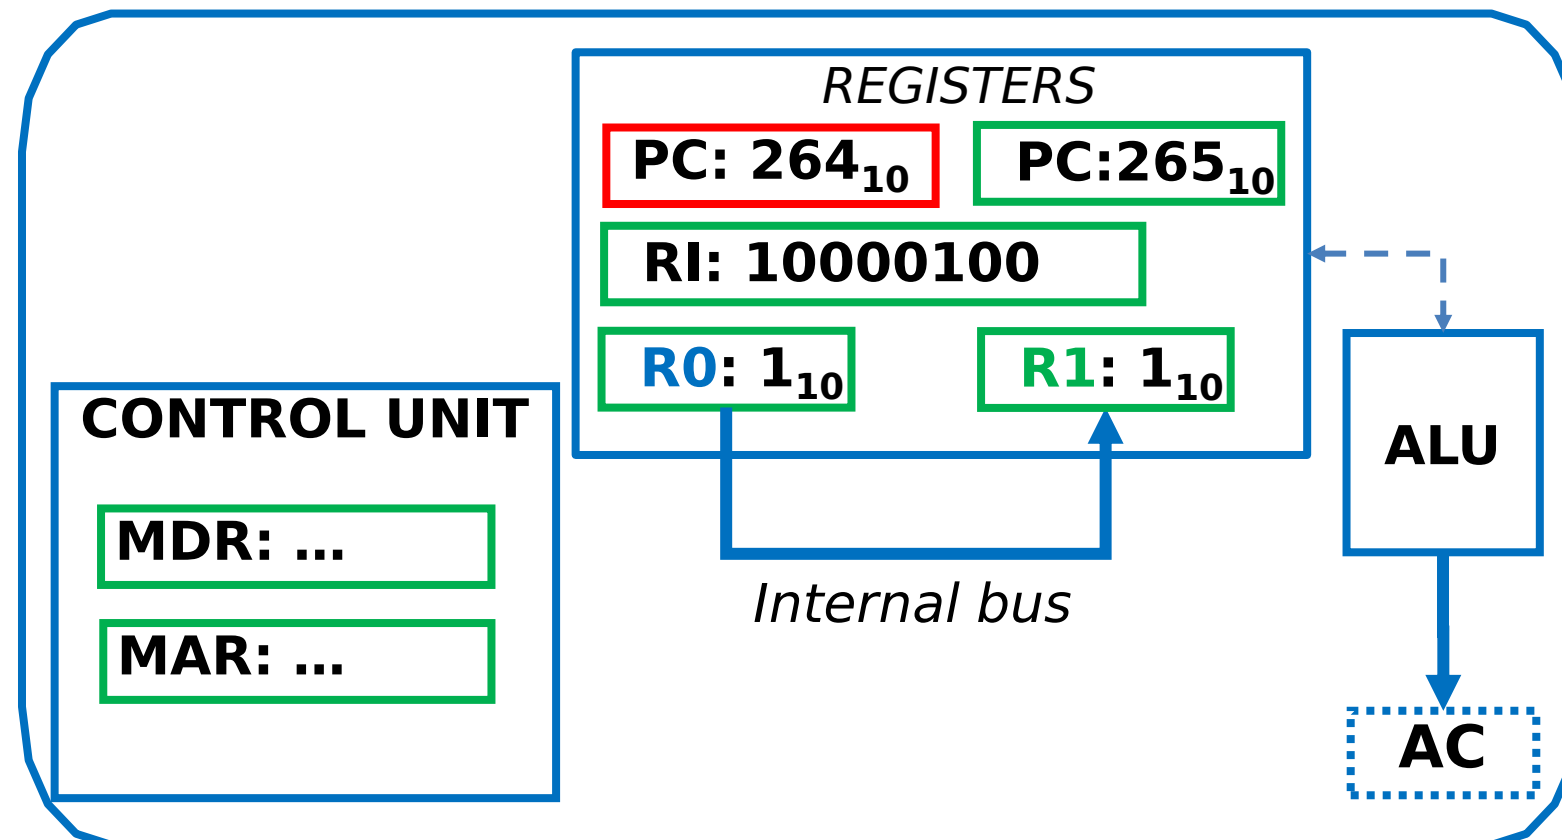 REGISTERS
PC: 264₁₀
PC:265₁₀
RI: 10000100
R0: 1₁₀
R1: 1₁₀
CONTROL UNIT
MDR: ...
MAR: ...
Internal bus
ALU
AC